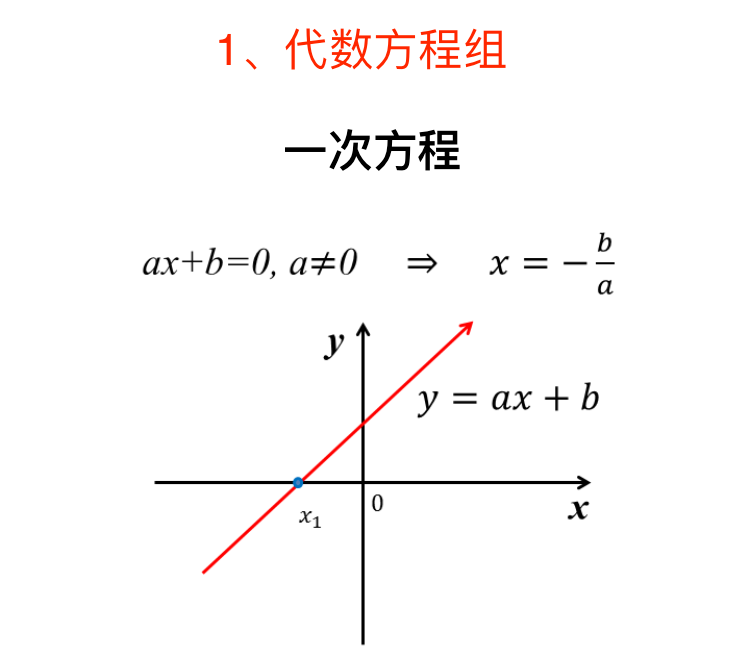 1、代数方程组
一次方程
ax+b=0, a≠0 ⇒ x = −b/a
y
y = ax + b
0
x₁
x